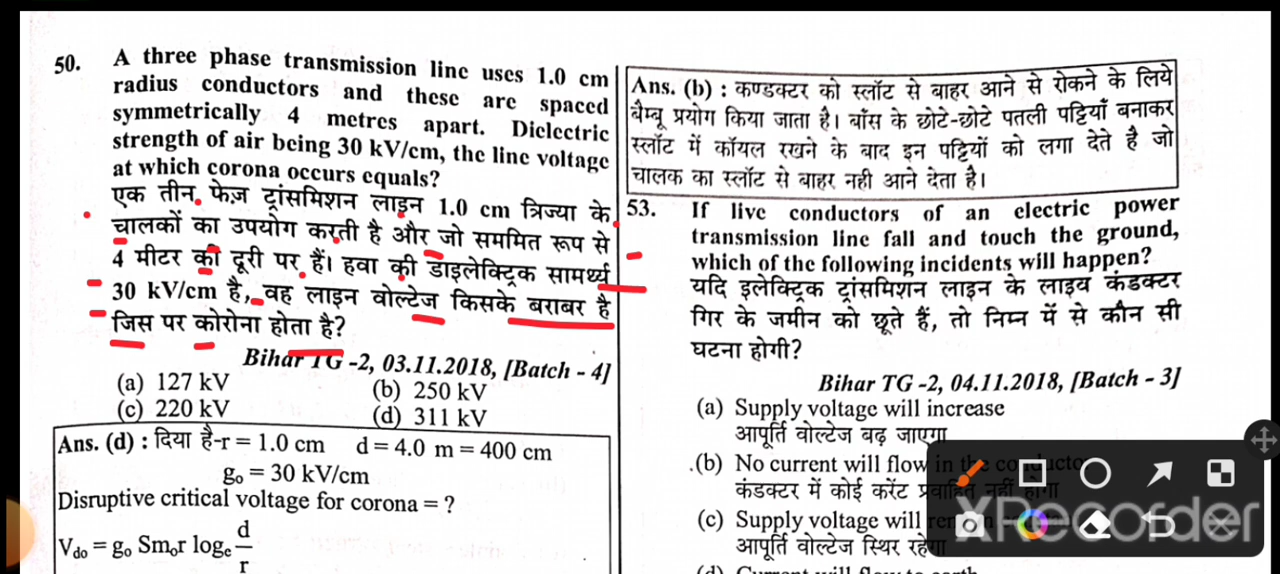 50. A three phase transmission line uses 1.0 cm
radius conductors and these are spaced
symmetrically 4 metres apart. Dielectric
strength of air being 30 kV/cm, the line voltage
at which corona occurs equals?
एक तीन फेज़ ट्रांसमिशन लाइन 1.0 cm त्रिज्या के
चालकों का उपयोग करती है और जो सममित रूप से
4 मीटर की दूरी पर हैं। हवा की डाइलेक्ट्रिक सामर्थ्य
30 kV/cm है, वह लाइन वोल्टेज किसके बराबर है
जिस पर कोरोना होता है?
Bihar TG -2, 03.11.2018, [Batch - 4]
(a) 127 kV (b) 250 kV
(c) 220 kV (d) 311 kV
Ans. (d) : दिया है-r = 1.0 cm d = 4.0 m = 400 cm
g₀ = 30 kV/cm
Disruptive critical voltage for corona = ?
V_do = g₀ Sm₀r logₑ d/r
Ans. (b) : कण्डक्टर को स्लॉट से बाहर आने से रोकने के लिये
बैम्बू प्रयोग किया जाता है। बाँस के छोटे-छोटे पतली पट्टियाँ बनाकर
स्लॉट में कॉयल रखने के बाद इन पट्टियों को लगा देते है जो
चालक का स्लॉट से बाहर नही आने देता है।
53. If live conductors of an electric power
transmission line fall and touch the ground,
which of the following incidents will happen?
यदि इलेक्ट्रिक ट्रांसमिशन लाइन के लाइव कंडक्टर
गिर के जमीन को छूते हैं, तो निम्न में से कौन सी
घटना होगी?
Bihar TG -2, 04.11.2018, [Batch - 3]
(a) Supply voltage will increase
आपूर्ति वोल्टेज बढ़ जाएगा
(b) No current will flow in the conductor
कंडक्टर में कोई करेंट प्रवाहित नहीं होगा
(c) Supply voltage will
आपूर्ति वोल्टेज स्थिर रहेगा
XRecorder